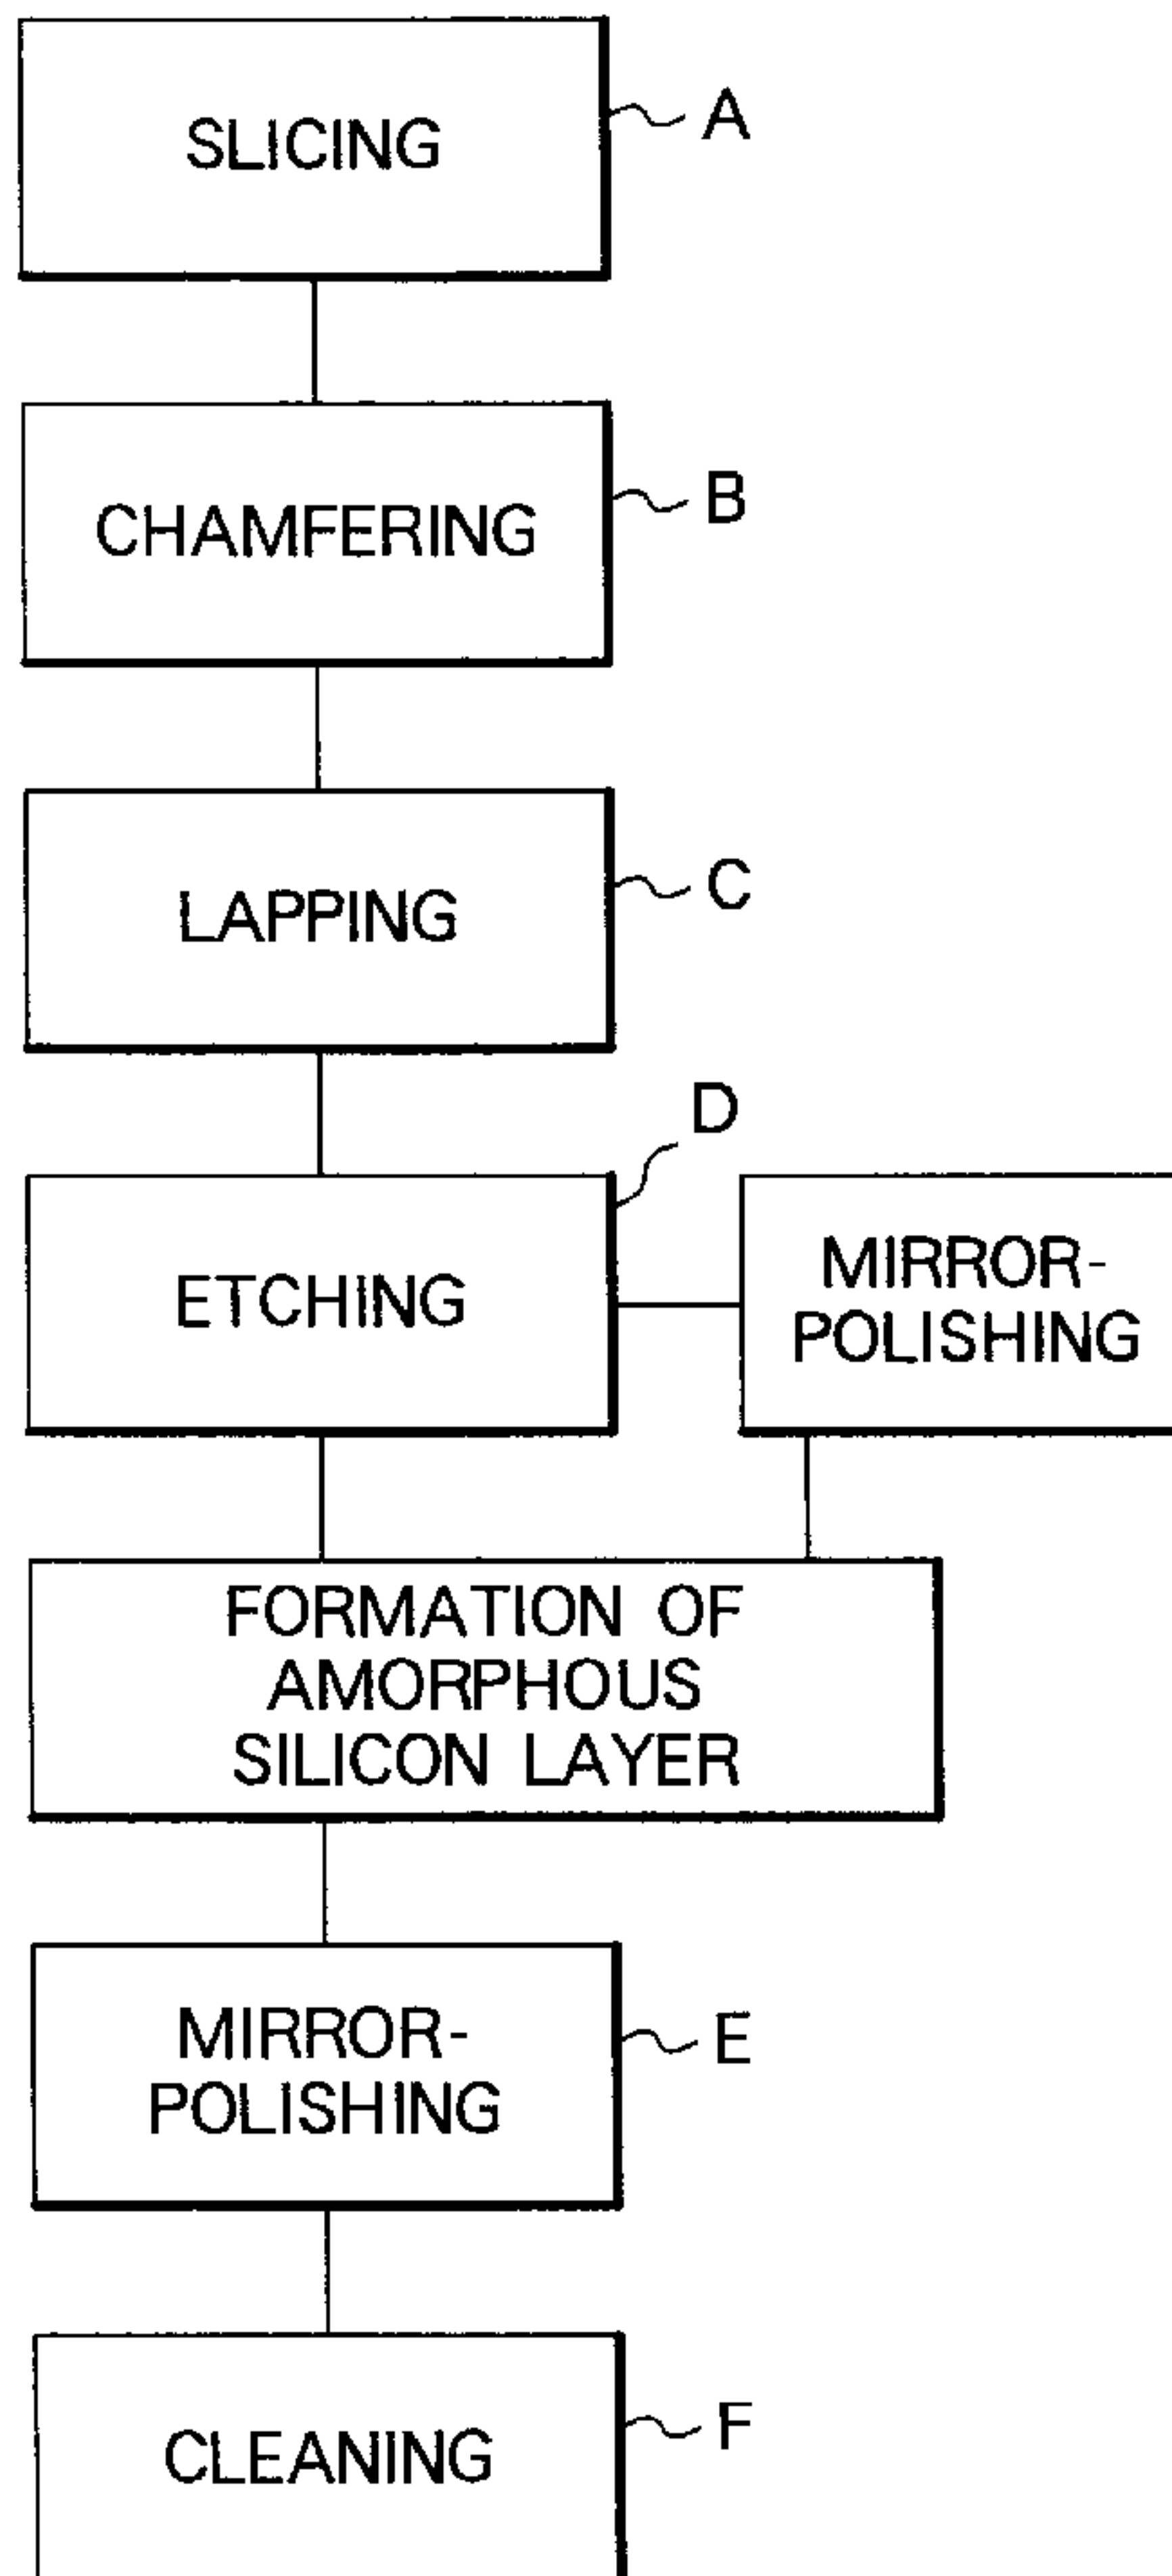 SLICING
A
CHAMFERING
B
LAPPING
C
D
ETCHING
MIRROR-
POLISHING
FORMATION OF
AMORPHOUS
SILICON LAYER
MIRROR-
POLISHING
E
CLEANING
F